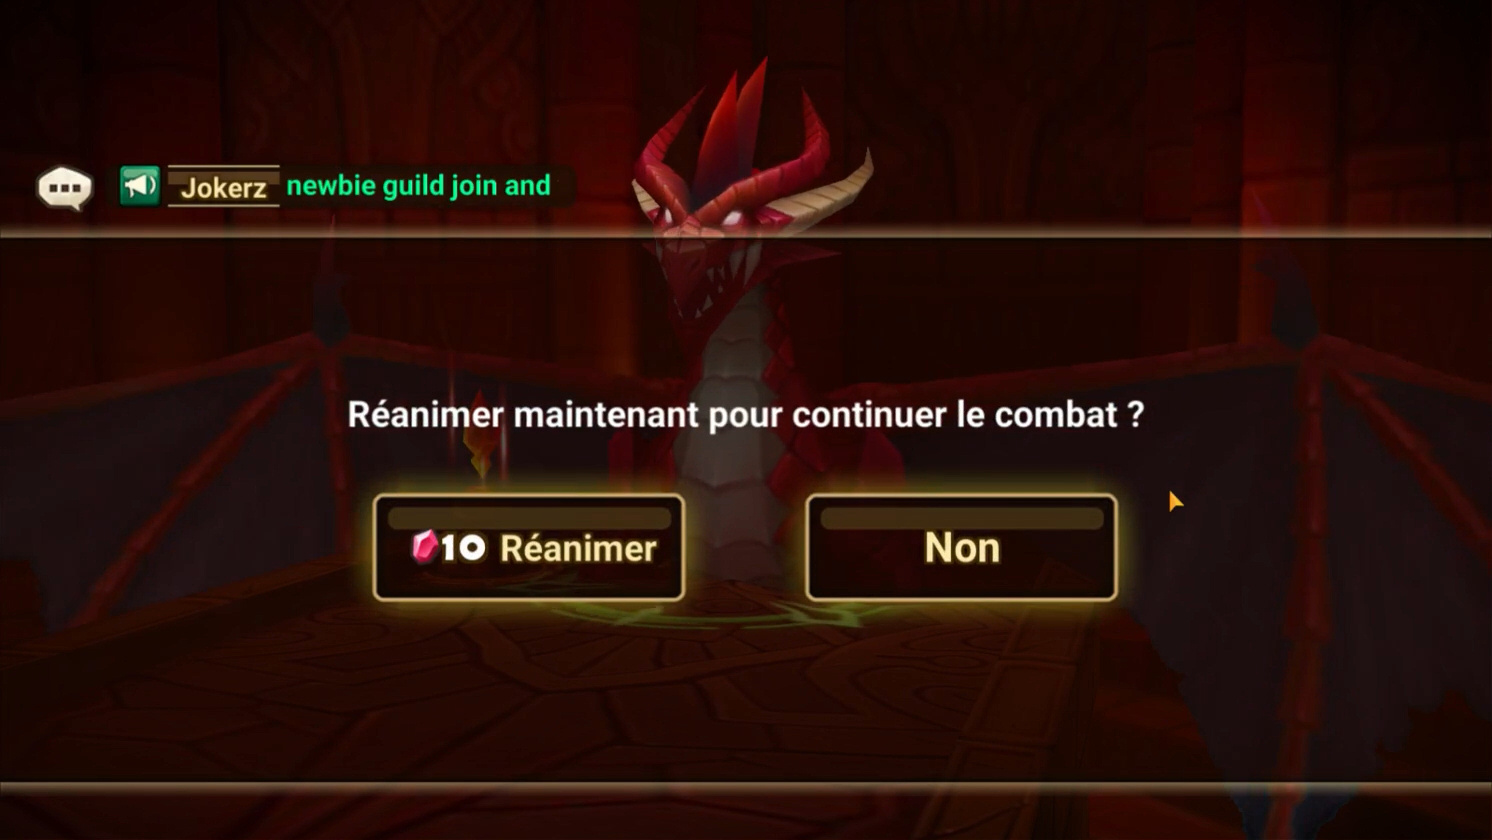 Jokerz newbie guild join and
Réanimer maintenant pour continuer le combat ?
10 Réanimer
Non